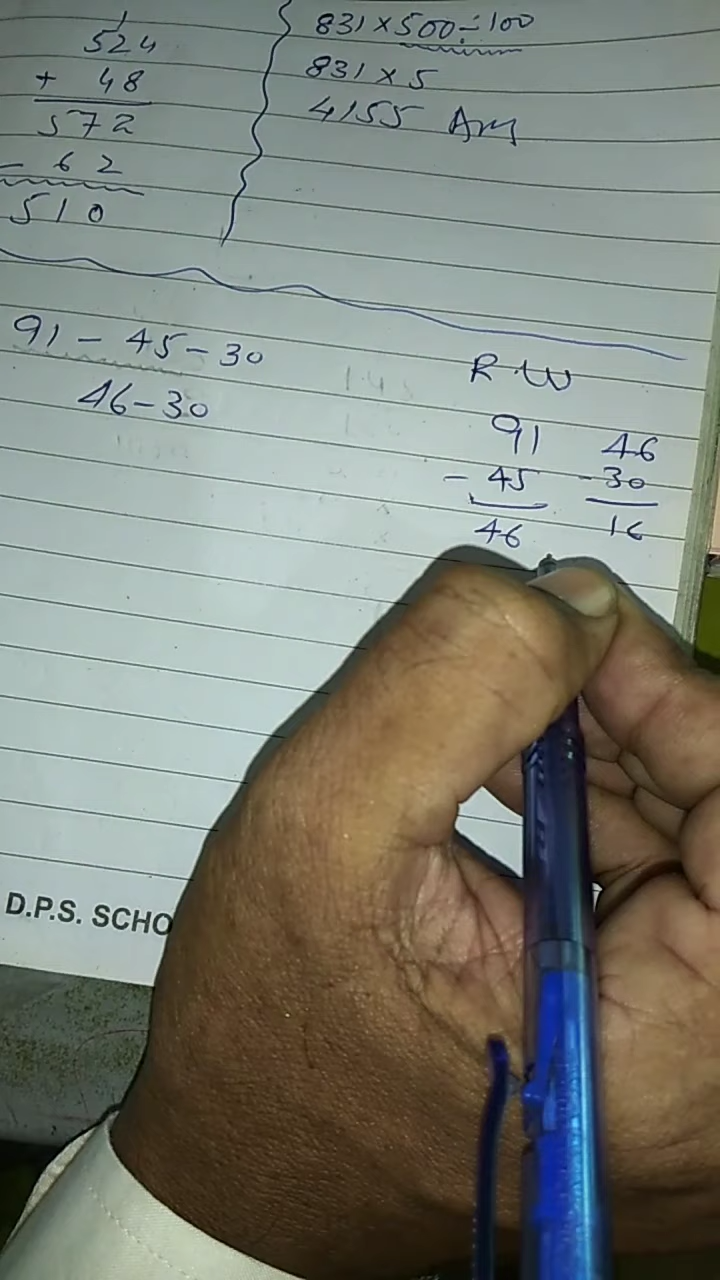 1
524
+ 48
572
- 62
510
831 × 500 ÷ 100
831 × 5
4155 Ans
91 - 45 - 30
46 - 30
R W
91
- 45
46
46
- 30
16
D.P.S. SCHO